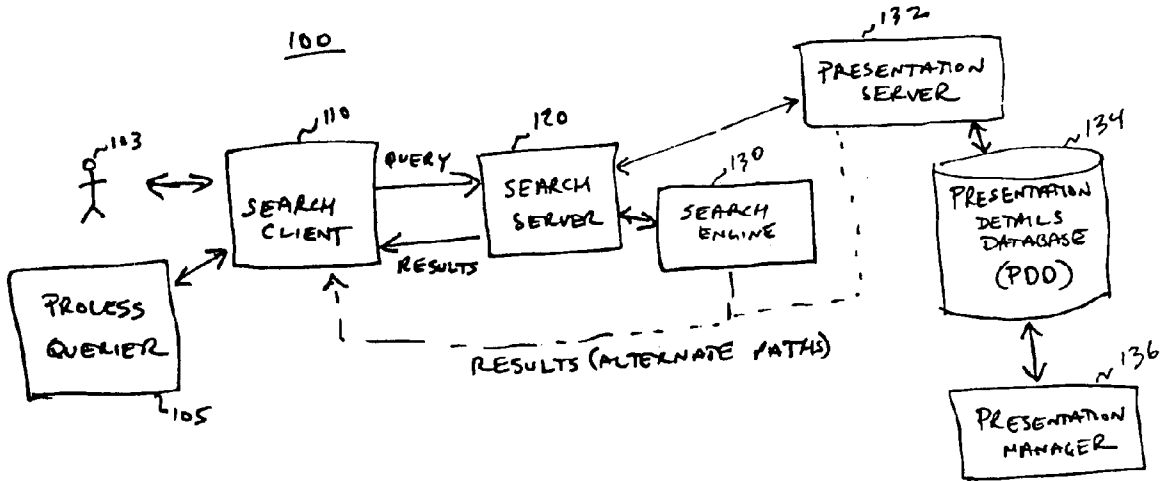 100
132
PRESENTATION
SERVER
110
120
134
103
QUERY
130
SEARCH
CLIENT
SEARCH
SERVER
SEARCH
ENGINE
PRESENTATION
DETAILS
DATABASE
(PDD)
RESULTS
PROCESS
QUERIER
105
RESULTS (ALTERNATE PATHS)
136
PRESENTATION
MANAGER